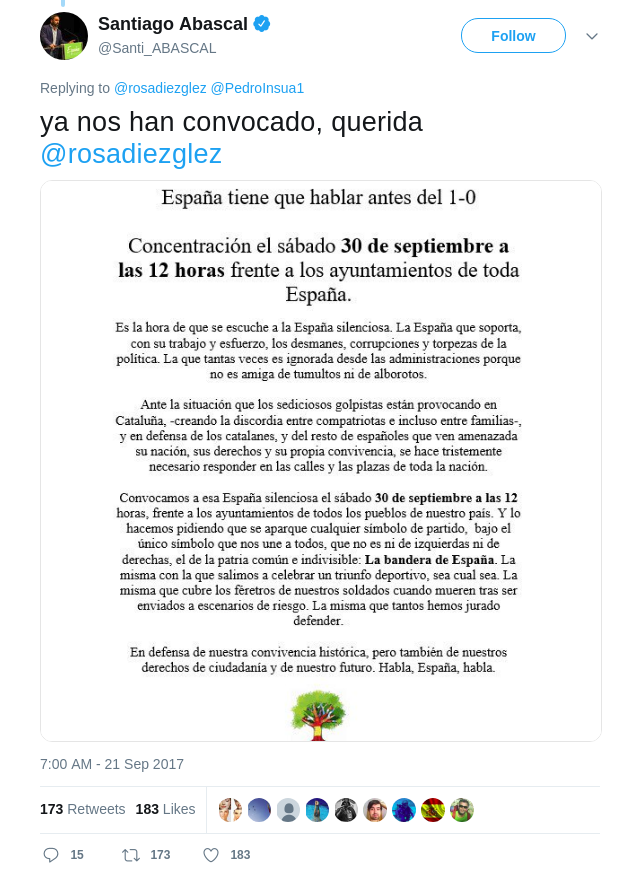 Santiago Abascal
@Santi_ABASCAL
Follow
Replying to @rosadiezglez @PedroInsua1
ya nos han convocado, querida
@rosadiezglez
España tiene que hablar antes del 1-0
Concentración el sábado 30 de septiembre a
las 12 horas frente a los ayuntamientos de toda
España.
Es la hora de que se escuche a la España silenciosa. La España que soporta,
con su trabajo y esfuerzo, los desmanes, corrupciones y torpezas de la
política. La que tantas veces es ignorada desde las administraciones porque
no es amiga de tumultos ni de alborotos.
Ante la situación que los sediciosos golpistas están provocando en
Cataluña, -creando la discordia entre compatriotas e incluso entre familias-,
y en defensa de los catalanes, y del resto de españoles que ven amenazada
su nación, sus derechos y su propia convivencia, se hace tristemente
necesario responder en las calles y las plazas de toda la nación.
Convocamos a esa España silenciosa el sábado 30 de septiembre a las 12
horas, frente a los ayuntamientos de todos los pueblos de nuestro país. Y lo
hacemos pidiendo que se aparque cualquier símbolo de partido, bajo el
único símbolo que nos une a todos, que no es ni de izquierdas ni de
derechas, el de la patria común e indivisible: La bandera de España. La
misma con la que salimos a celebrar un triunfo deportivo, sea cual sea. La
misma que cubre los féretros de nuestros soldados cuando mueren tras ser
enviados a escenarios de riesgo. La misma que tantos hemos jurado
defender.
En defensa de nuestra convivencia histórica, pero también de nuestros
derechos de ciudadanía y de nuestro futuro. Habla, España, habla.
7:00 AM - 21 Sep 2017
173 Retweets 183 Likes
15 173 183